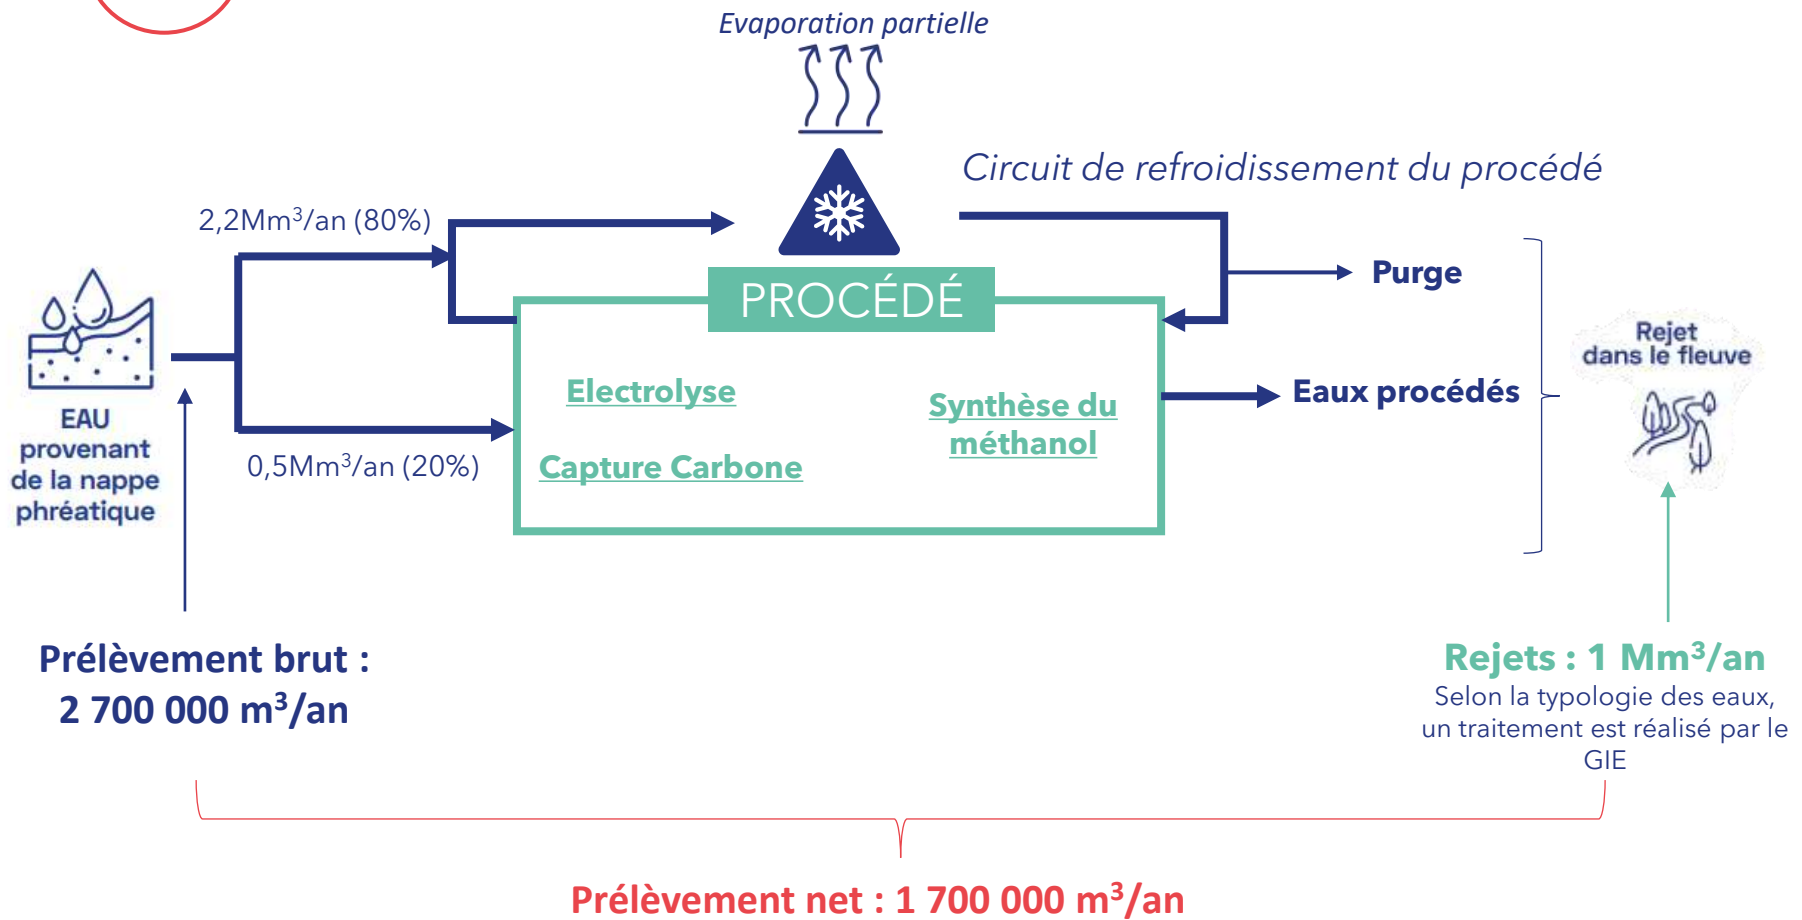 Evaporation partielle
Circuit de refroidissement du procédé
2,2Mm³/an (80%)
PROCÉDÉ
Purge
Rejet
dans le fleuve
Electrolyse
Synthèse du
méthanol
Eaux procédés
EAU
provenant
de la nappe
phréatique
0,5Mm³/an (20%)
Capture Carbone
Prélèvement brut :
2 700 000 m³/an
Rejets : 1 Mm³/an
Selon la typologie des eaux,
un traitement est réalisé par le
GIE
Prélèvement net : 1 700 000 m³/an